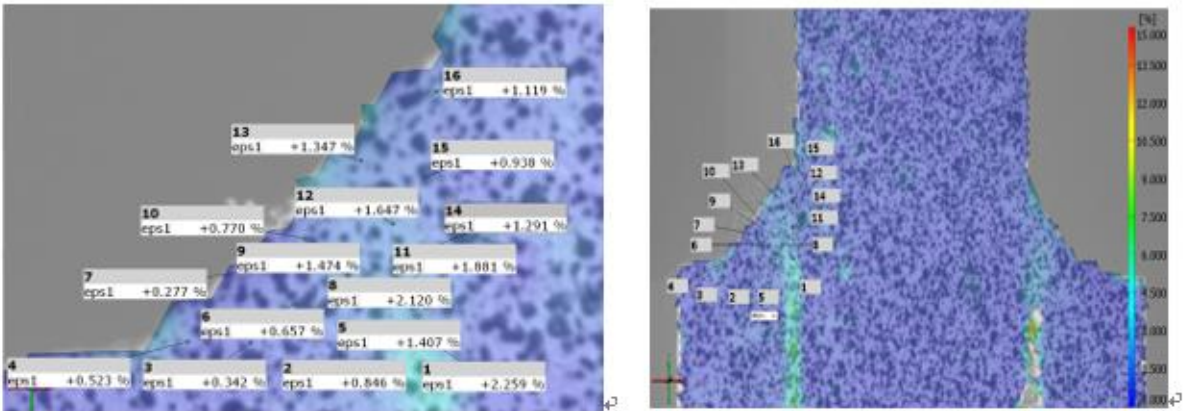 16
eps1 +1.119 %
13
eps1 +1.347 %
15
eps1 +0.938 %
12
eps1 +1.647 %
10
eps1 +0.770 %
14
eps1 +1.291 %
9
eps1 +1.474 %
11
eps1 +1.881 %
7
eps1 +0.277 %
8
eps1 +2.120 %
6
eps1 +0.657 %
5
eps1 +1.407 %
4
eps1 +0.523 %
3
eps1 +0.342 %
2
eps1 +0.846 %
1
eps1 +2.259 %
[%]
15.000
13.500
12.000
10.500
9.000
7.500
6.000
4.500
3.000
1.500
0.000
16
15
13
10
12
9
14
7
11
6
8
4
3
2
5
1